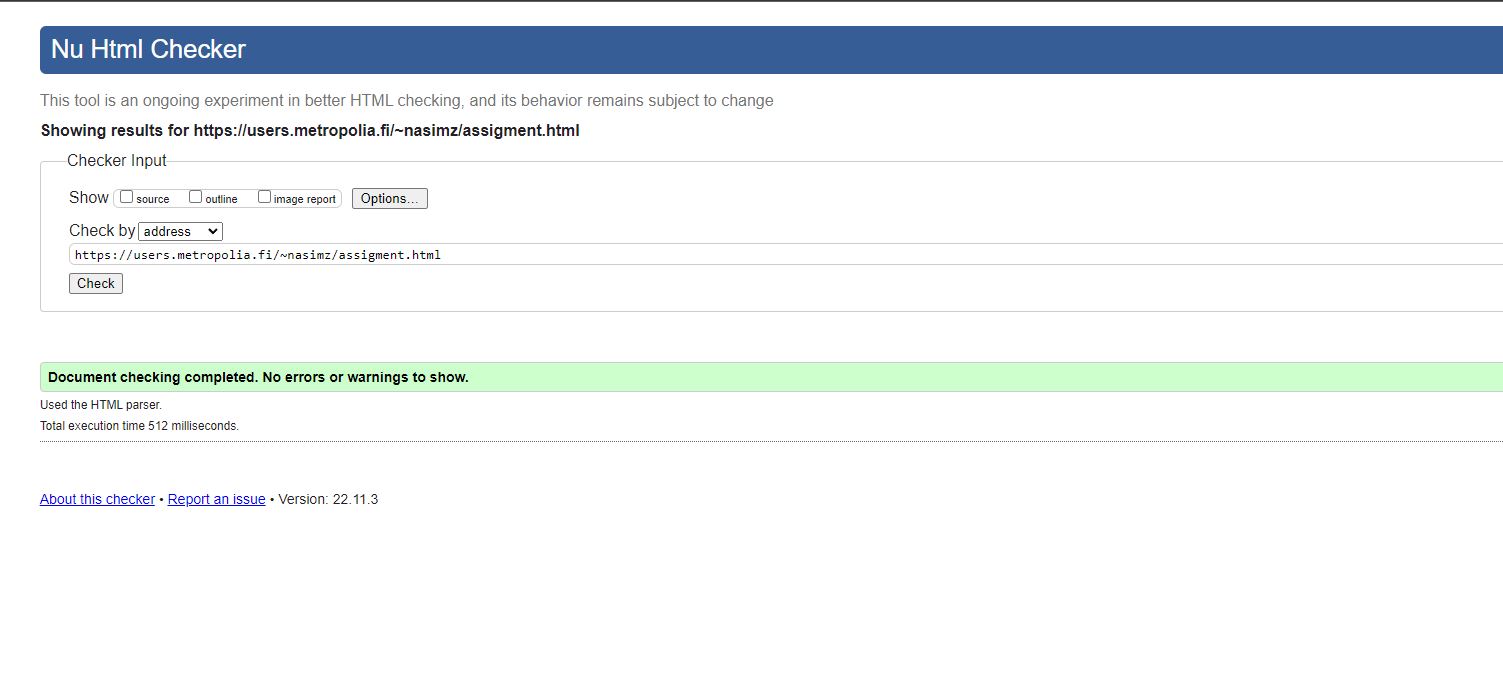 Nu Html Checker
This tool is an ongoing experiment in better HTML checking, and its behavior remains subject to change
Showing results for https://users.metropolia.fi/~nasimz/assigment.html
Checker Input
Show source outline image report Options...
Check by address
https://users.metropolia.fi/~nasimz/assigment.html
Check
Document checking completed. No errors or warnings to show.
Used the HTML parser.
Total execution time 512 milliseconds.
About this checker • Report an issue • Version: 22.11.3